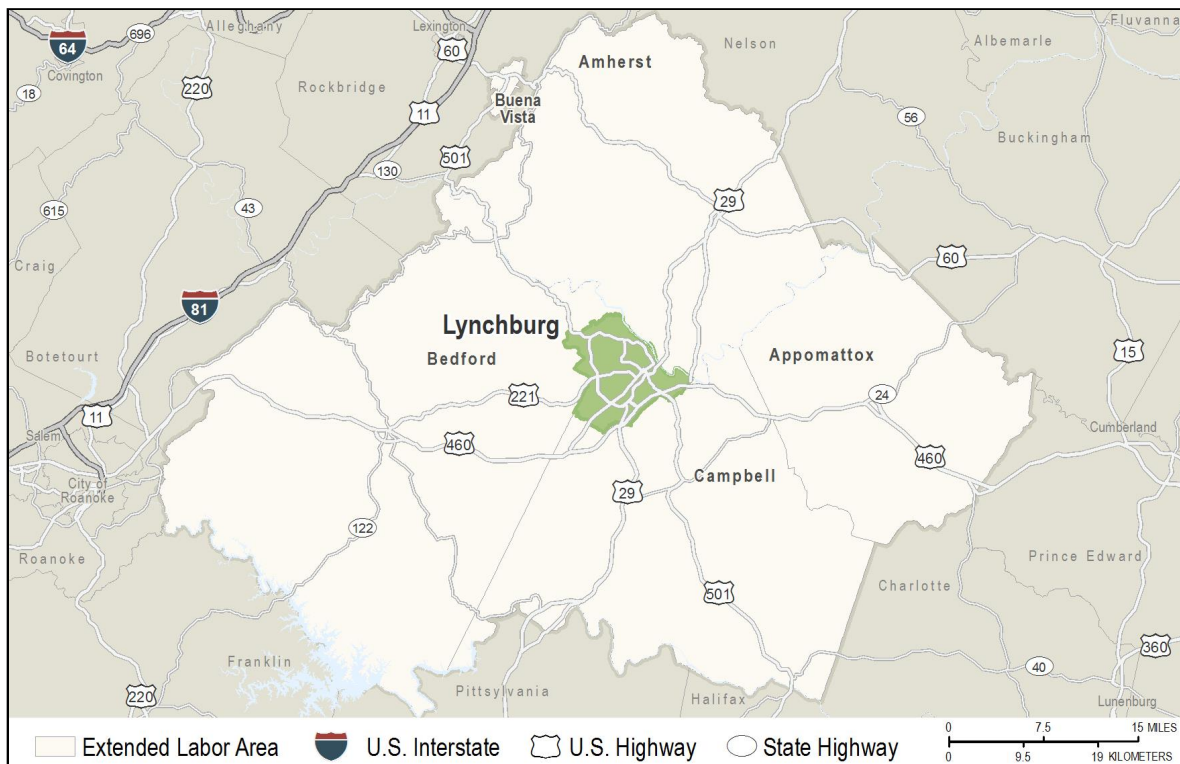 Alleghany
Lexington
Fluvanna
696
64
60
Nelson
Albemarle
Amherst
Covington
220
Rockbridge
18
Buena
Vista
11
56
Buckingham
501
130
29
615
43
60
Craig
81
Lynchburg
Bedford
Appomattox
15
Botetourt
221
24
11
Salem
460
Cumberland
460
Campbell
City of
Roanoke
29
122
Roanoke
Prince Edward
Charlotte
501
360
Franklin
40
220
Pittsylvania
Halifax
Lunenburg
Extended Labor Area
U.S. Interstate
U.S. Highway
State Highway
0 7.5 15 MILES
0 9.5 19 KILOMETERS